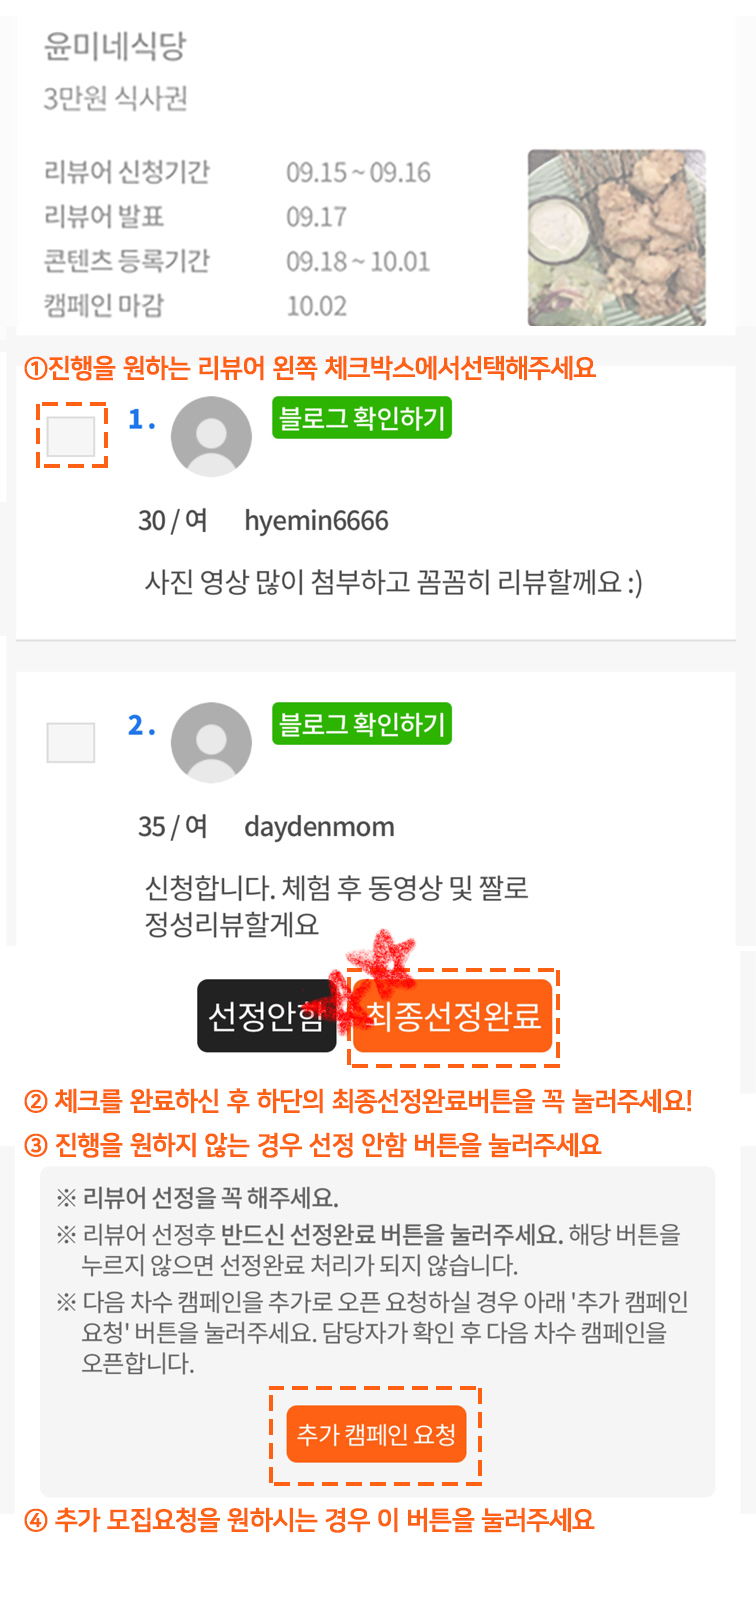 윤미네식당
3만원 식사권
리뷰어 신청기간 09.15 ~ 09.16
리뷰어 발표 09.17
콘텐츠 등록기간 09.18 ~ 10.01
캠페인 마감 10.02
①진행을 원하는 리뷰어 왼쪽 체크박스에서선택해주세요
1. 블로그 확인하기
30 / 여 hyemin6666
사진 영상 많이 첨부하고 꼼꼼히 리뷰할께요 :)
2. 블로그 확인하기
35 / 여 daydenmom
신청합니다. 체험 후 동영상 및 짤로
정성리뷰할게요
선정안함 최종선정완료
② 체크를 완료하신 후 하단의 최종선정완료버튼을 꼭 눌러주세요!
③ 진행을 원하지 않는 경우 선정 안함 버튼을 눌러주세요
※ 리뷰어 선정을 꼭 해주세요.
※ 리뷰어 선정후 반드신 선정완료 버튼을 눌러주세요. 해당 버튼을
누르지 않으면 선정완료 처리가 되지 않습니다.
※ 다음 차수 캠페인을 추가로 오픈 요청하실 경우 아래 '추가 캠페인
요청' 버튼을 눌러주세요. 담당자가 확인 후 다음 차수 캠페인을
오픈합니다.
추가 캠페인 요청
④ 추가 모집요청을 원하시는 경우 이 버튼을 눌러주세요